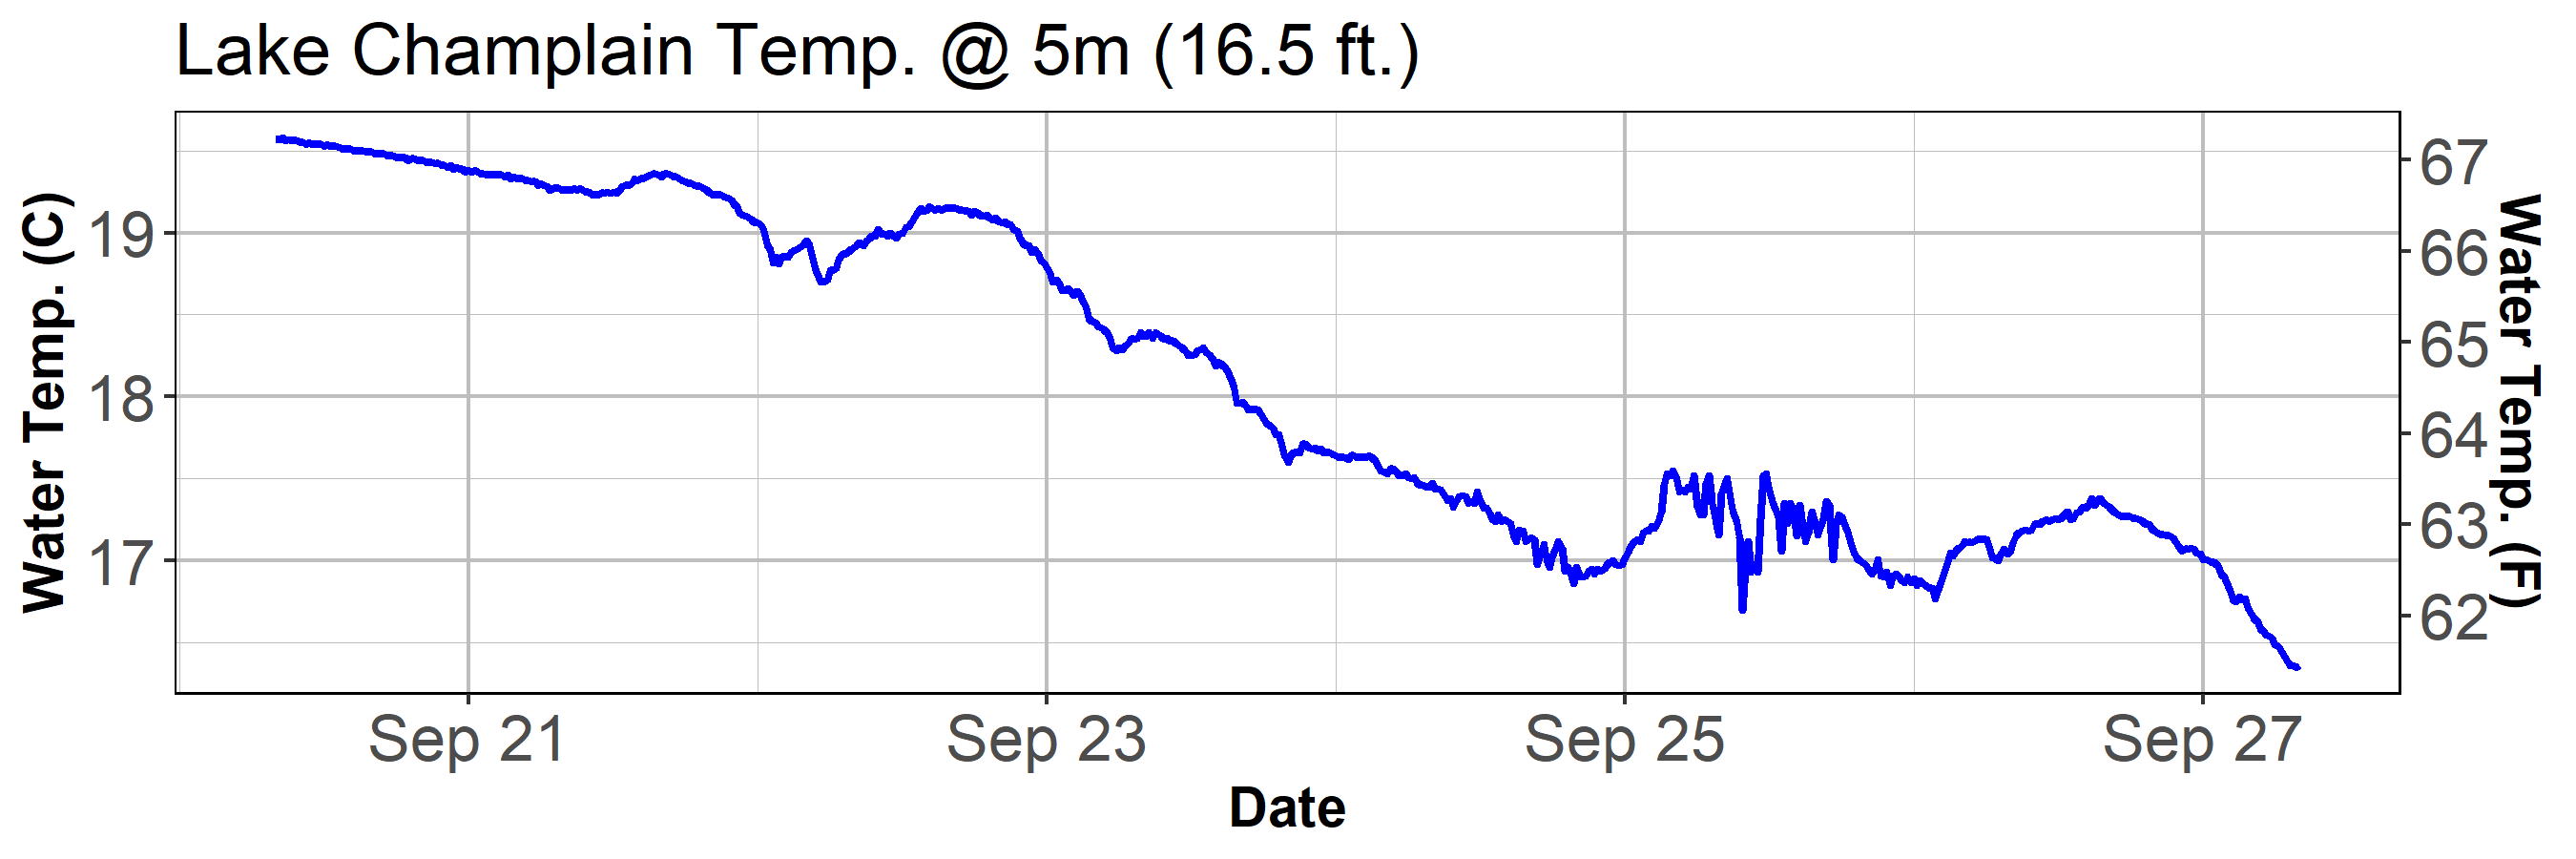 Lake Champlain Temp. @ 5m (16.5 ft.)
Water Temp. (C)
19
18
17
67
66
65
64
63
62
Water Temp. (F)
Sep 21 Sep 23 Sep 25 Sep 27
Date